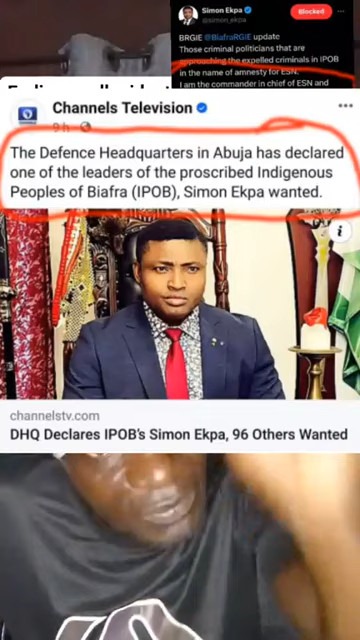 Simon Ekpa
@simon_ekpa
Blocked
BRGIE @BiafraRGIE update
Those criminal politicians that are
approaching the expelled criminals in IPOB
in the name of amnesty for ESN.
I am the commander in chief of ESN and
Channels Television
9 h
The Defence Headquarters in Abuja has declared
one of the leaders of the proscribed Indigenous
Peoples of Biafra (IPOB), Simon Ekpa wanted.
channelstv.com
DHQ Declares IPOB's Simon Ekpa, 96 Others Wanted